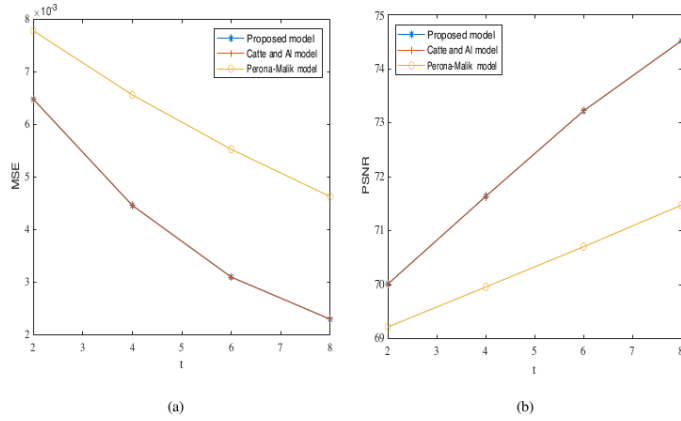 8 ×10⁻³
7
6
5
4
3
2
MSE
2 3 4 5 6 7 8
t
Proposed model
Catte and Al model
Perona-Malik model
(a)
75
74
73
72
71
70
69
PSNR
2 3 4 5 6 7 8
t
Proposed model
Catte and Al model
Perona-Malik model
(b)